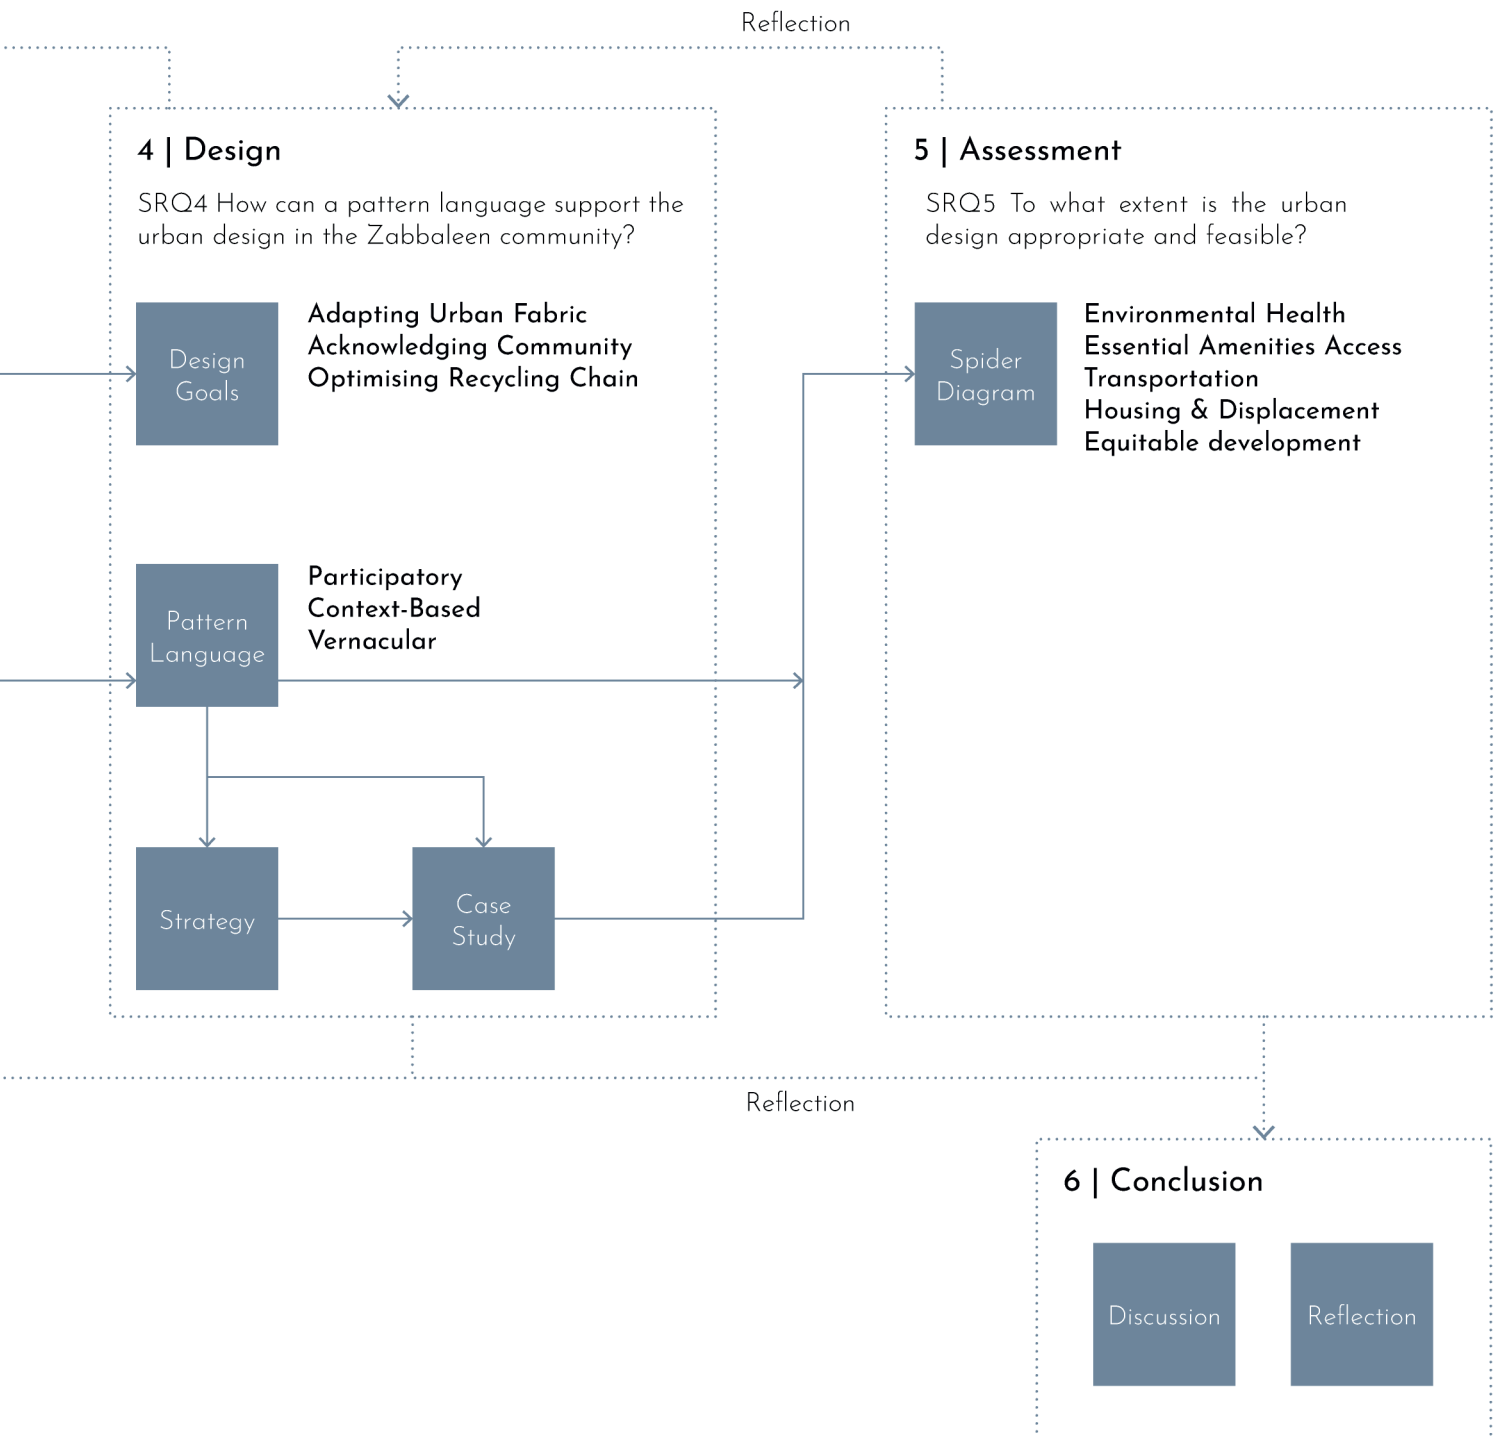 Reflection
4 | Design
SRQ4 How can a pattern language support the
urban design in the Zabbaleen community?
Design
Goals
Adapting Urban Fabric
Acknowledging Community
Optimising Recycling Chain
Pattern
Language
Participatory
Context-Based
Vernacular
Strategy
Case
Study
5 | Assessment
SRQ5 To what extent is the urban
design appropriate and feasible?
Spider
Diagram
Environmental Health
Essential Amenities Access
Transportation
Housing & Displacement
Equitable development
Reflection
6 | Conclusion
Discussion
Reflection